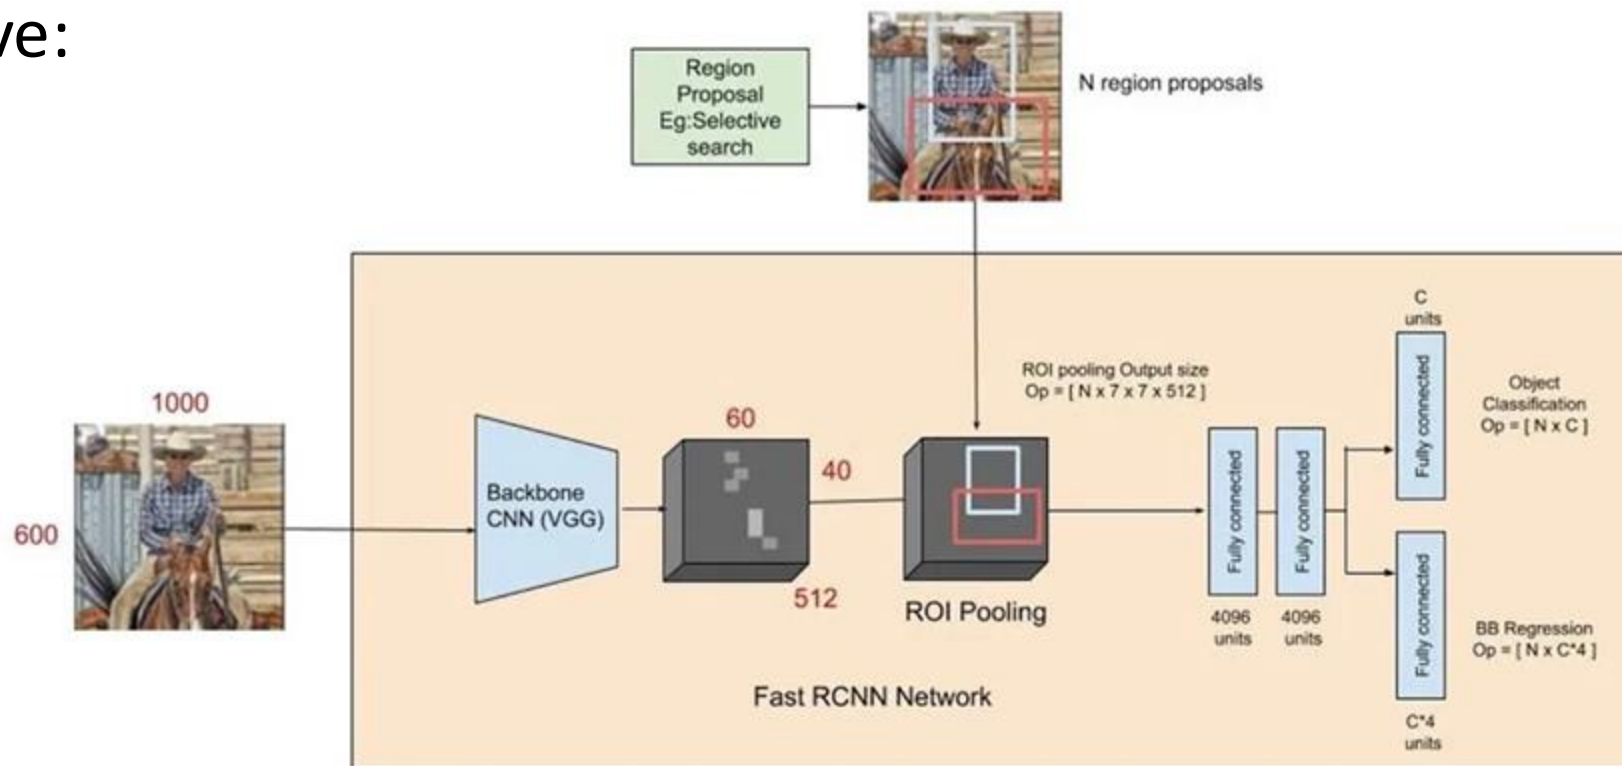 ve:
Region
Proposal
Eg:Selective
search
N region proposals
1000
600
Backbone
CNN (VGG)
60
40
512
ROI Pooling
ROI pooling Output size
Op = [ N x 7 x 7 x 512 ]
Fully connected
4096
units
Fully connected
4096
units
C
units
Fully connected
Object
Classification
Op = [ N x C ]
Fully connected
C*4
units
BB Regression
Op = [ N x C*4 ]
Fast RCNN Network